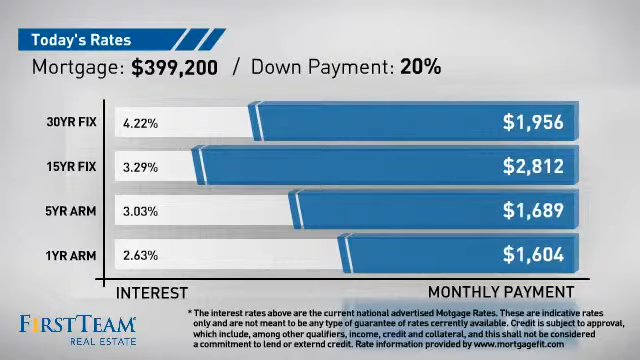 Today's Rates
Mortgage: $399,200 / Down Payment: 20%
30YR FIX 4.22% $1,956
15YR FIX 3.29% $2,812
5YR ARM 3.03% $1,689
1YR ARM 2.63% $1,604
INTEREST MONTHLY PAYMENT
* The interest rates above are the current national advertised Motgage Rates. These are indicative rates
only and are not meant to be any type of guarantee of rates cerrently available. Credit is subject to approval,
which include, among other qualifiers, income, credit and collateral, and this shall not be considered
a commitment to lend or externd credit. Rate information provided by www.mortgagefit.com
FIRSTTEAM®
REAL ESTATE